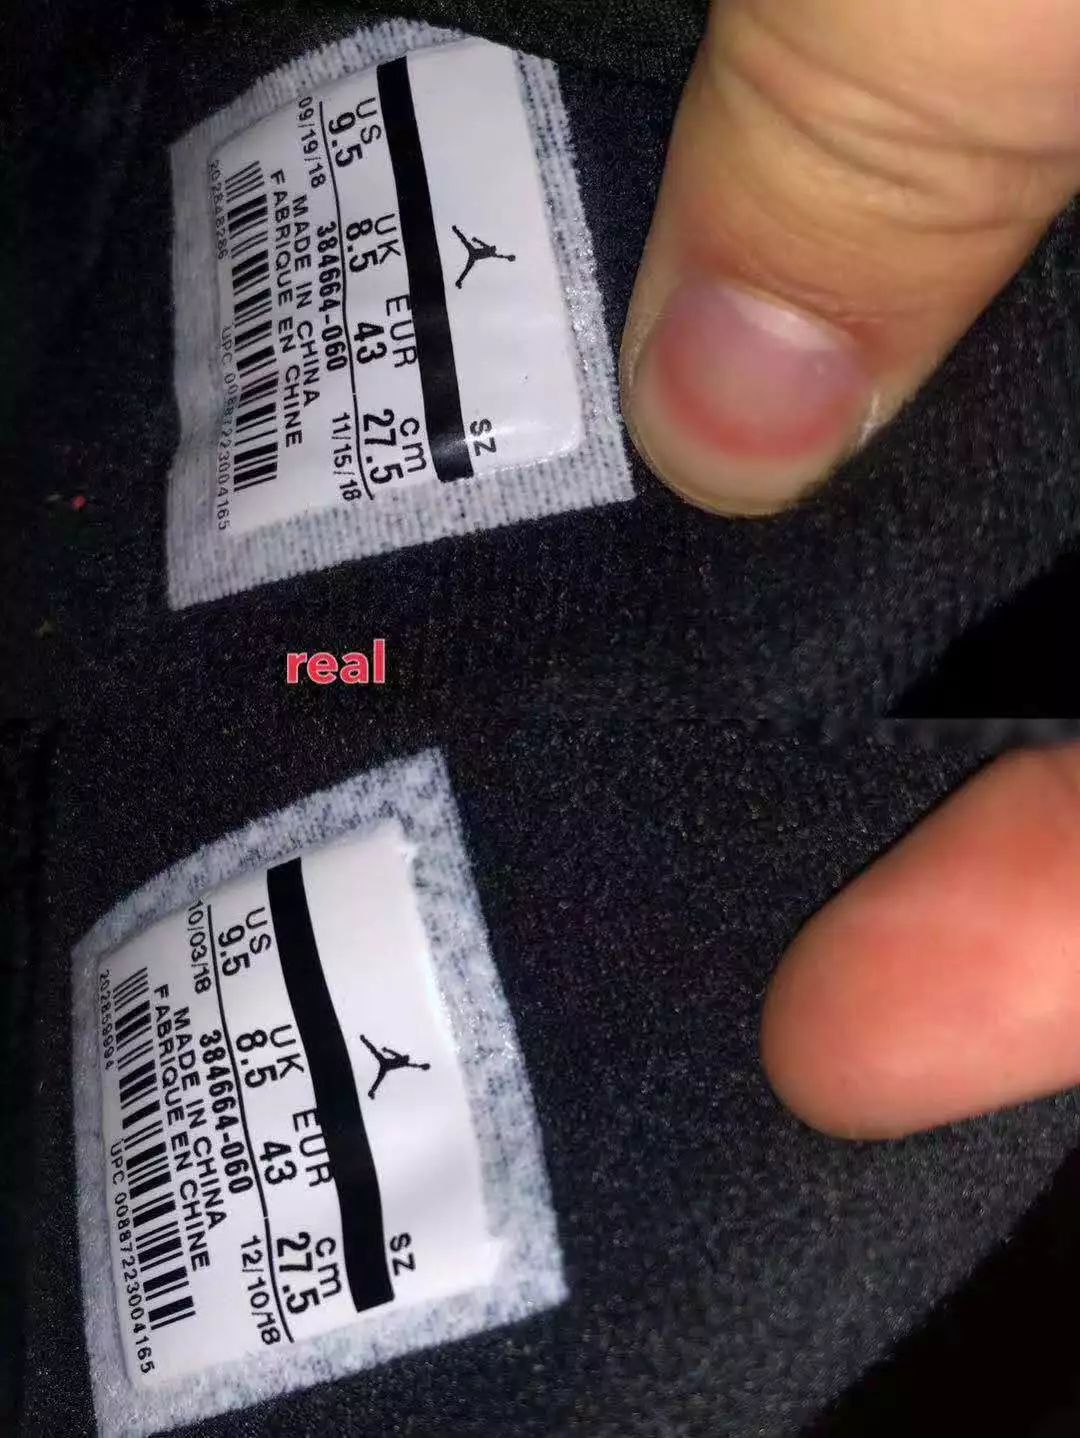 SZ
US UK EUR cm
9.5 8.5 43 27.5
09/19/18 384664-060 11/15/18
MADE IN CHINA
FABRIQUE EN CHINE
UPC 00887223004165
real
SZ
US UK EUR cm
9.5 8.5 43 27.5
10/03/18 384664-060 12/10/18
MADE IN CHINA
FABRIQUE EN CHINE
UPC 00887223004165